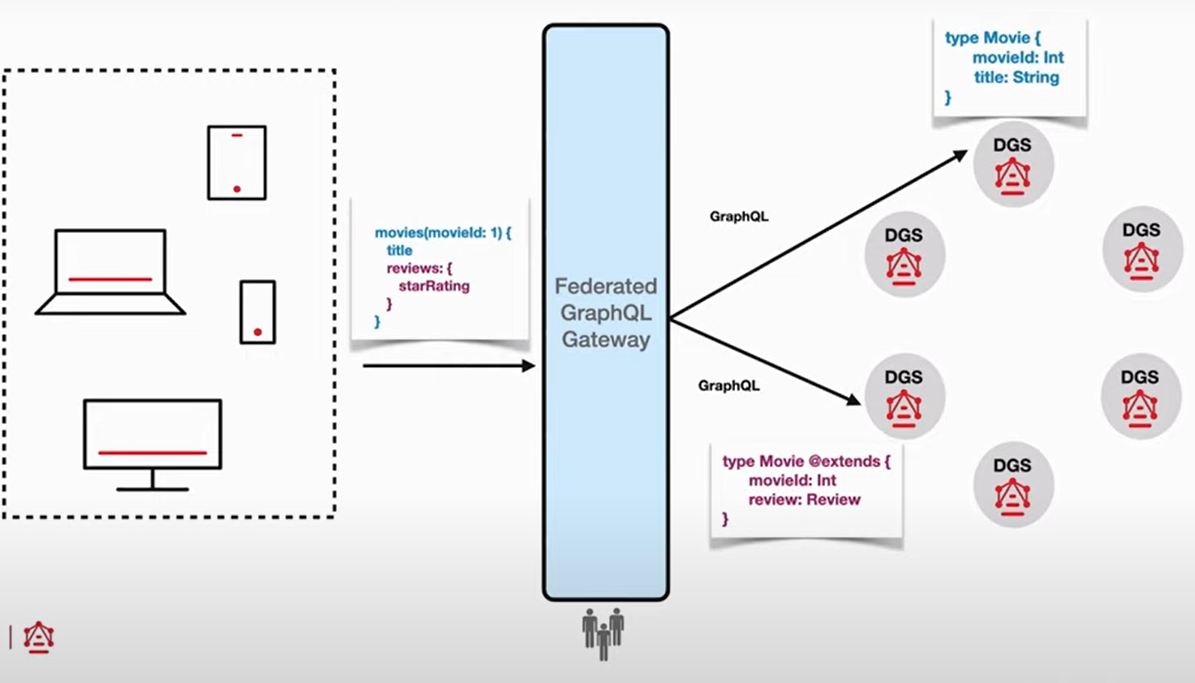 movies(movieId: 1) {
title
reviews: {
starRating
}
}
Federated
GraphQL
Gateway
GraphQL
GraphQL
type Movie {
movieId: Int
title: String
}
DGS
DGS
DGS
DGS
DGS
DGS
type Movie @extends {
movieId: Int
review: Review
}